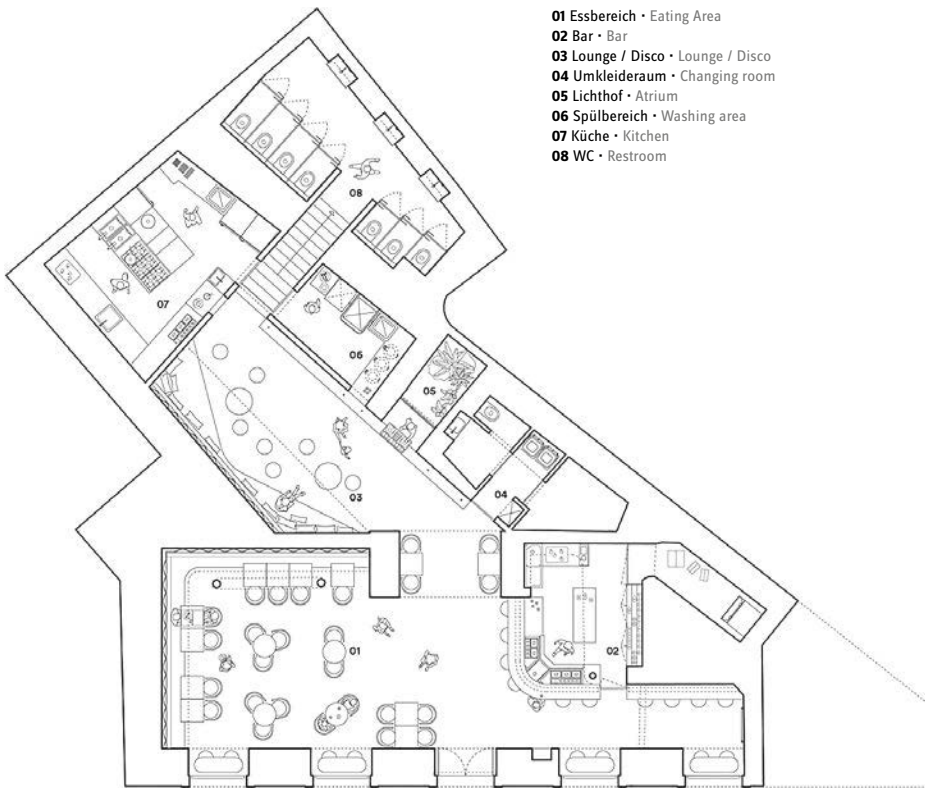 01 Essbereich · Eating Area
02 Bar · Bar
03 Lounge / Disco · Lounge / Disco
04 Umkleideraum · Changing room
05 Lichthof · Atrium
06 Spülbereich · Washing area
07 Küche · Kitchen
08 WC · Restroom
08
07
06
05
04
03
01
02